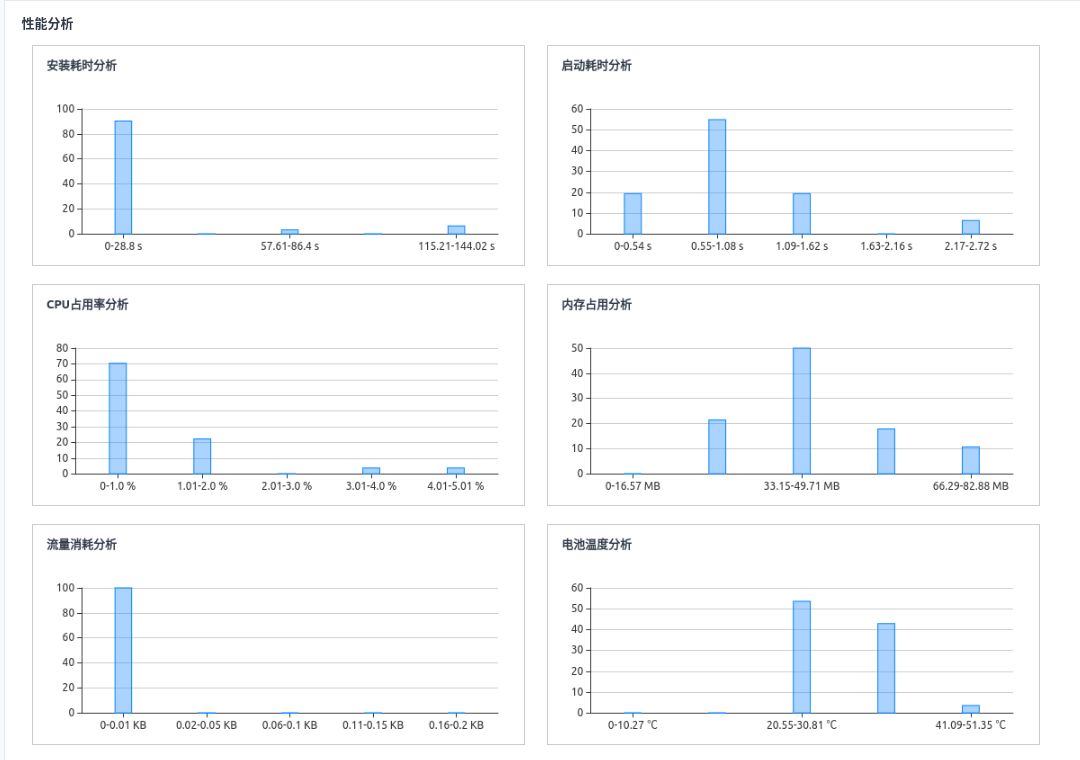 性能分析
安装耗时分析
100
80
60
40
20
0
0-28.8 s
57.61-86.4 s
115.21-144.02 s
启动耗时分析
60
50
40
30
20
10
0
0-0.54 s
0.55-1.08 s
1.09-1.62 s
1.63-2.16 s
2.17-2.72 s
CPU占用率分析
80
70
60
50
40
30
20
10
0
0-1.0 %
1.01-2.0 %
2.01-3.0 %
3.01-4.0 %
4.01-5.01 %
内存占用分析
50
40
30
20
10
0
0-16.57 MB
33.15-49.71 MB
66.29-82.88 MB
流量消耗分析
100
80
60
40
20
0
0-0.01 KB
0.02-0.05 KB
0.06-0.1 KB
0.11-0.15 KB
0.16-0.2 KB
电池温度分析
60
50
40
30
20
10
0
0-10.27 ℃
20.55-30.81 ℃
41.09-51.35 ℃